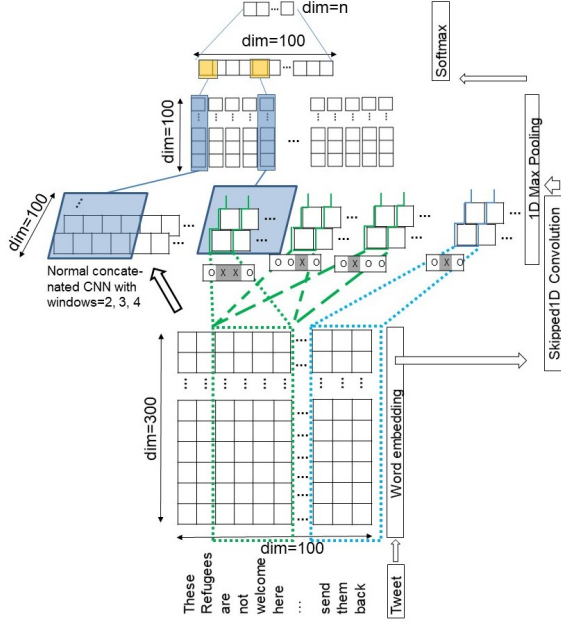 dim=n
dim=100
Softmax
dim=100
1D Max Pooling
dim=100
Skipped1D Convolution
Normal concate-
nated CNN with
windows=2, 3, 4
O X X O
O O X O
O X O O
O X O
dim=300
Word embedding
dim=100
These
Refugees
are
not
welcome
here
...
send
them
back
Tweet